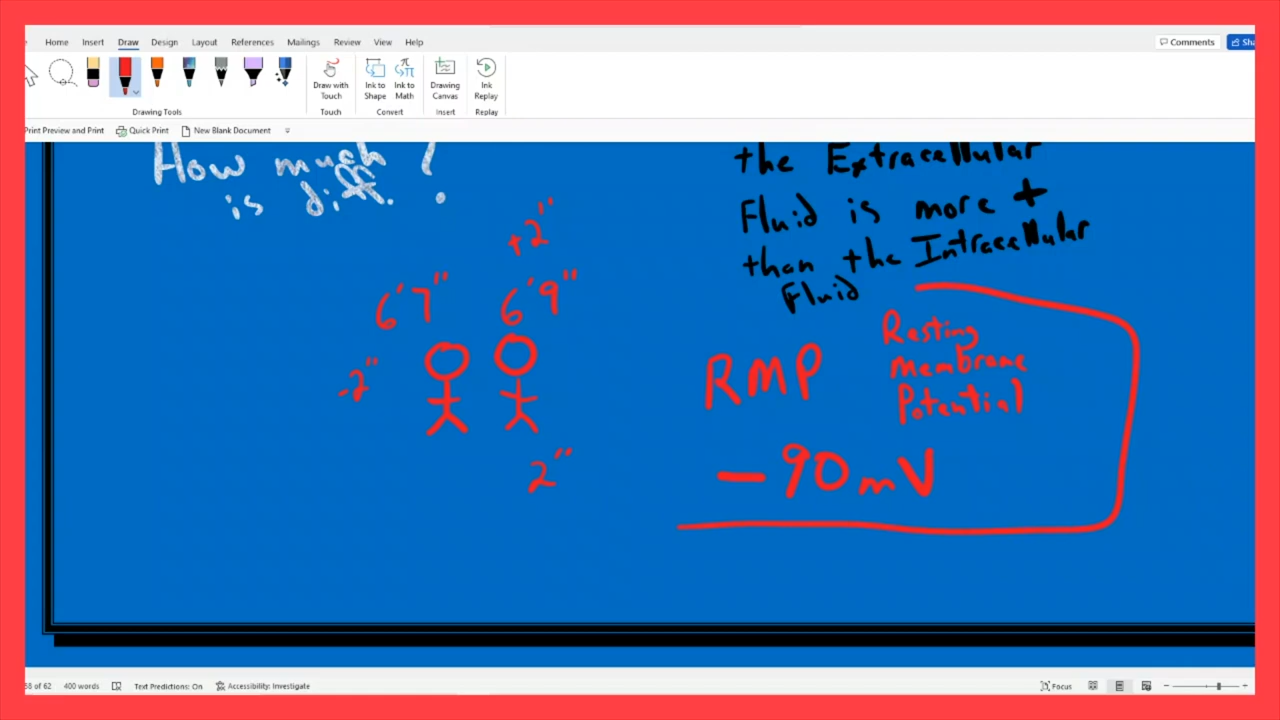 Home Insert Draw Design Layout References Mailings Review View Help
Comments
Draw with Touch
Ink to Shape
Ink to Math
Drawing Canvas
Ink Replay
Drawing Tools
Touch
Convert
Insert
Replay
Print Preview and Print
Quick Print
New Blank Document
How much ?
is diff.
the Extracellular
Fluid is more +
than the Intracellular
Fluid
+2"
6'7"
6'9"
-2"
2"
RMP
Resting
Membrane
Potential
-90mV
of 62
400 words
Text Predictions: On
Accessibility: Investigate
Focus